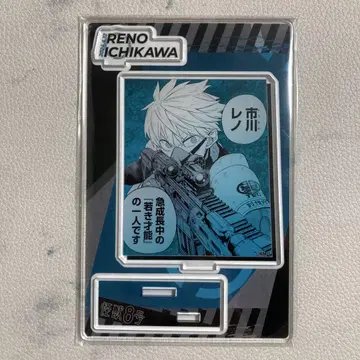 RENO
ICHIKAWA
市川
レノ
急成長中の
『若き才能』
の一人です
怪獣8号